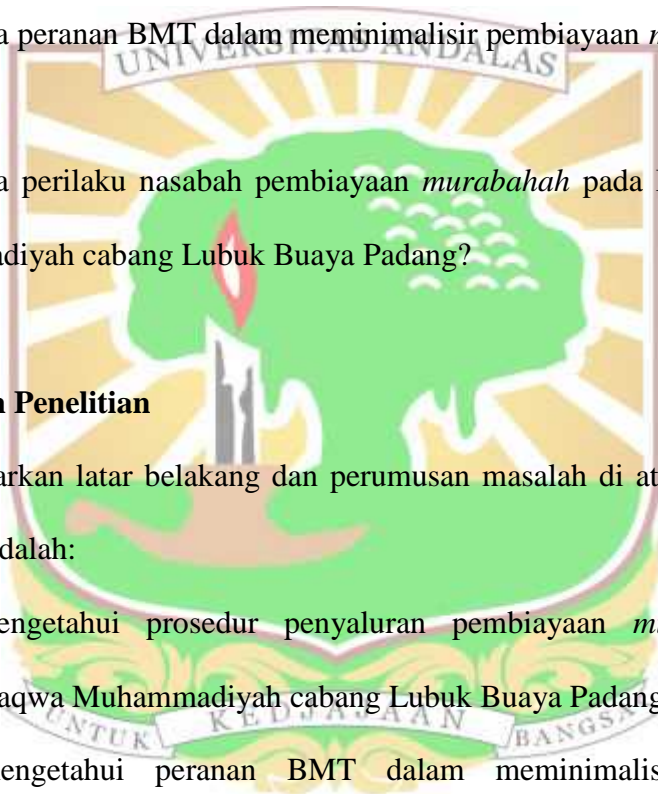 a peranan BMT dalam meminimalisir pembiayaan
UNIVERSITAS ANDALAS
a perilaku nasabah pembiayaan murabahah pada
adiyah cabang Lubuk Buaya Padang?
n Penelitian
arkan latar belakang dan perumusan masalah di at
dalah:
engetahui prosedur penyaluran pembiayaan
aqwa Muhammadiyah cabang Lubuk Buaya Padang
UNTUK KEDJAJAAN BANGSA
engetahui peranan BMT dalam meminimalis